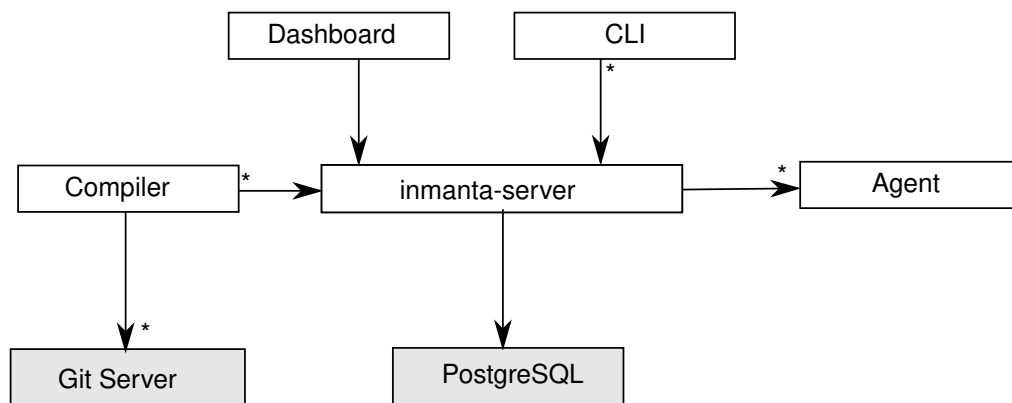 Dashboard
CLI
*
Compiler
*
inmanta-server
*
Agent
*
Git Server
PostgreSQL